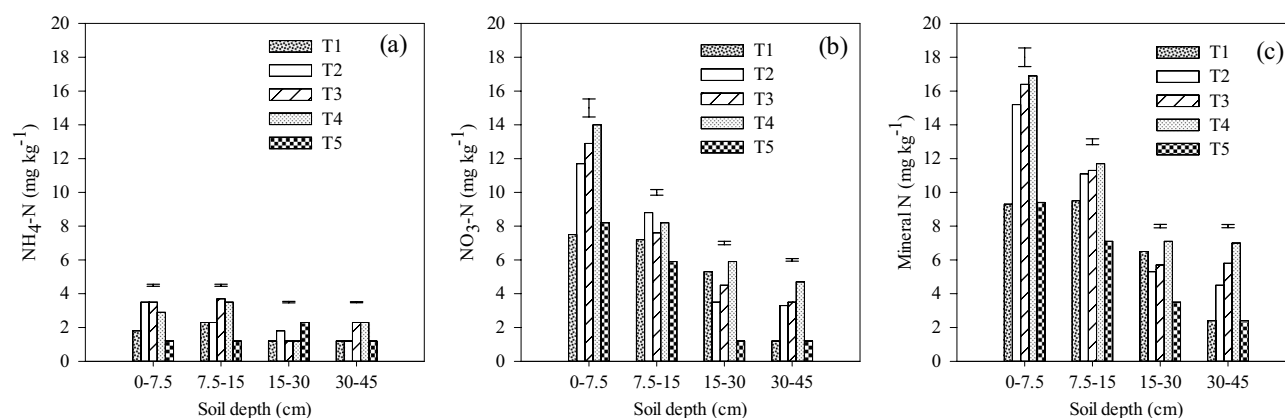 (a)
NH4-N (mg kg-1)
20
18
16
14
12
10
8
6
4
2
0
T1
T2
T3
T4
T5
0-7.5 7.5-15 15-30 30-45
Soil depth (cm)
(b)
NO3-N (mg kg-1)
20
18
16
14
12
10
8
6
4
2
0
T1
T2
T3
T4
T5
0-7.5 7.5-15 15-30 30-45
Soil depth (cm)
(c)
Mineral N (mg kg-1)
20
18
16
14
12
10
8
6
4
2
0
T1
T2
T3
T4
T5
0-7.5 7.5-15 15-30 30-45
Soil depth (cm)